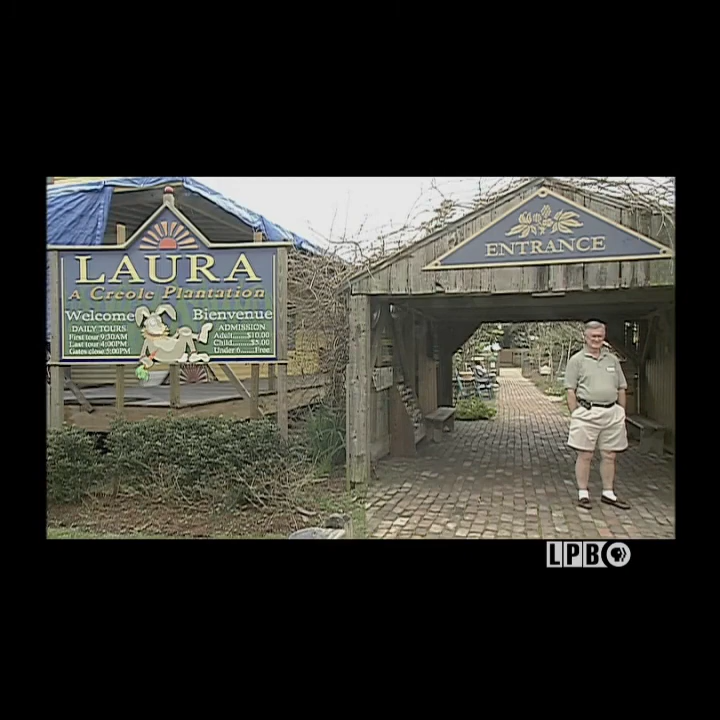 LAURA
A Creole Plantation
Welcome Bienvenue
DAILY TOURS
First tour 9:30AM
Last tour 4:00PM
Gates close 5:00PM
ADMISSION
Adult......$10.00
Child......$5.00
Under 6......Free
ENTRANCE
LPB